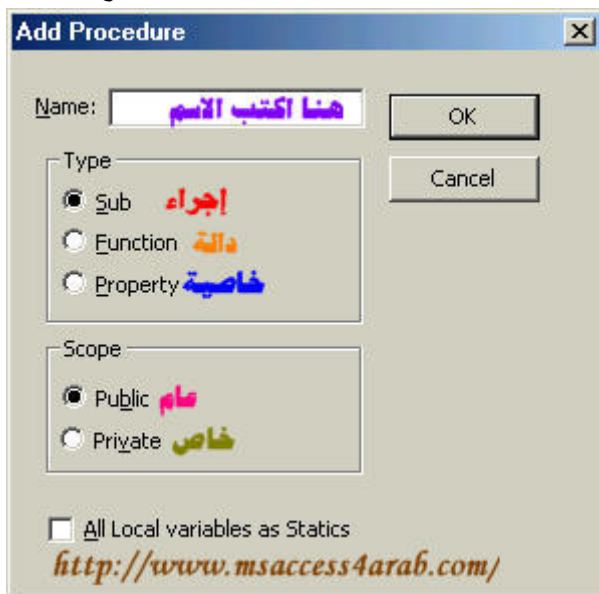 Add Procedure
Name: هنا اكتب الاسم
OK
Type
Cancel
Sub إجراء
Function دالة
Property خاصية
Scope
Public عام
Private خاص
All Local variables as Statics
http://www.msaccess4arab.com/